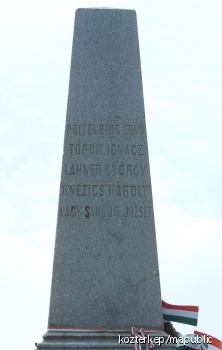 POLTENBERG ERNŐ
TÖRÖK IGNÁCZ
LAHNER GYÖRGY
KNEZICS KÁROLY
NAGY SÁNDOR JÓZSEF
kozterkep/mapublic